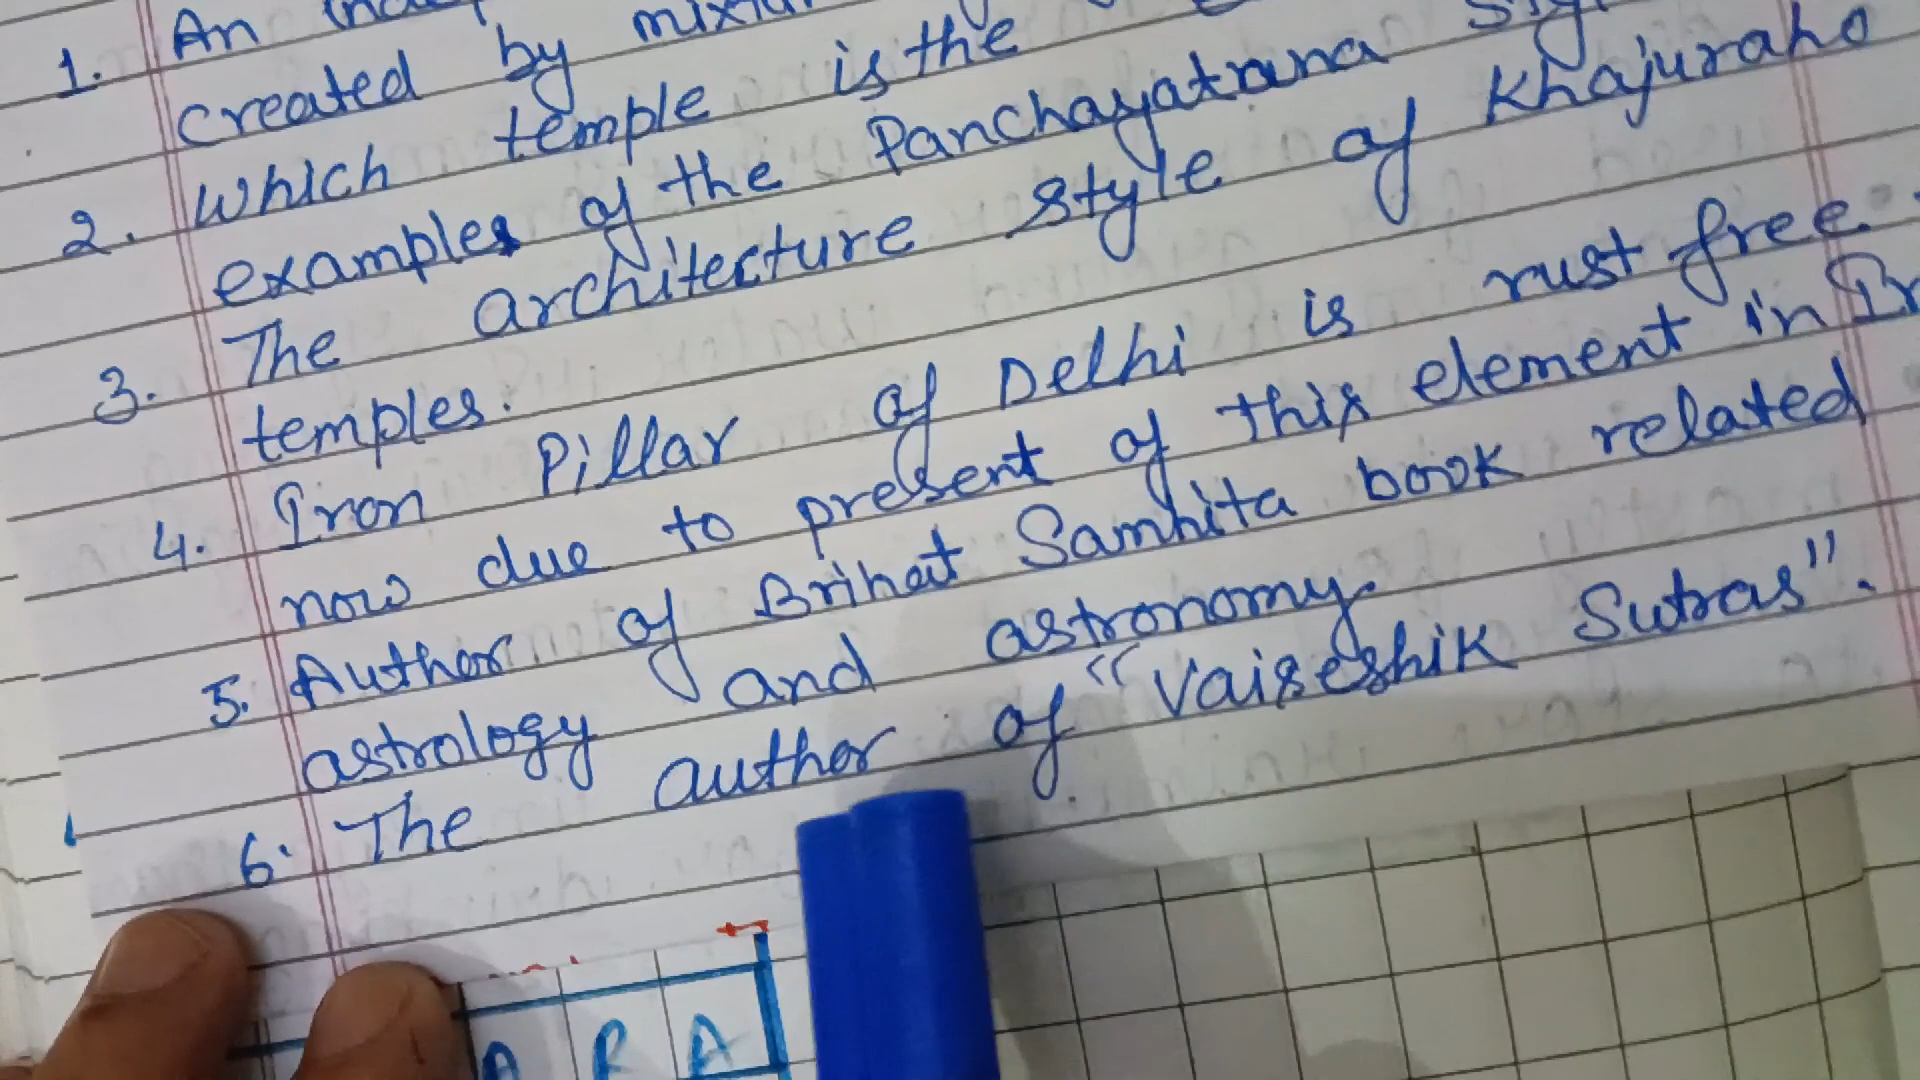 1. An
created by
2. which temple is the
examples of the Panchayatana
3. The architecture style of Khajuraho
temples.
4. Iron Pillar of Delhi is rust free
now due to present of this element in
5. Author of Brihat Samhita book related
astrology and astronomy.
6. The author of "Vaiseshik Sutras".
A R A